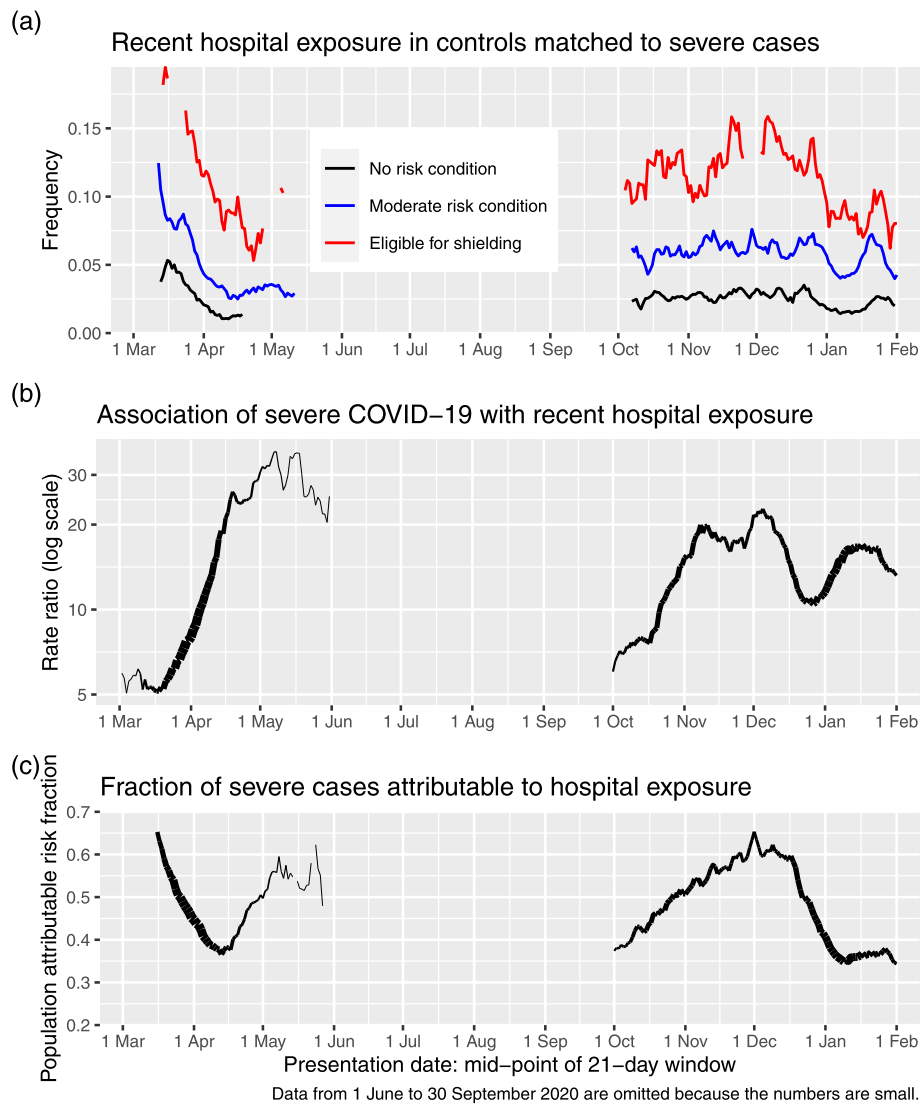 (a)
Recent hospital exposure in controls matched to severe cases
Frequency
0.15
0.10
0.05
0.00
No risk condition
Moderate risk condition
Eligible for shielding
1 Mar 1 Apr 1 May 1 Jun 1 Jul 1 Aug 1 Sep 1 Oct 1 Nov 1 Dec 1 Jan 1 Feb
(b)
Association of severe COVID−19 with recent hospital exposure
Rate ratio (log scale)
30
20
10
5
1 Mar 1 Apr 1 May 1 Jun 1 Jul 1 Aug 1 Sep 1 Oct 1 Nov 1 Dec 1 Jan 1 Feb
(c)
Fraction of severe cases attributable to hospital exposure
Population attributable risk fraction
0.7
0.6
0.5
0.4
0.3
0.2
1 Mar 1 Apr 1 May 1 Jun 1 Jul 1 Aug 1 Sep 1 Oct 1 Nov 1 Dec 1 Jan 1 Feb
Presentation date: mid−point of 21−day window
Data from 1 June to 30 September 2020 are omitted because the numbers are small.